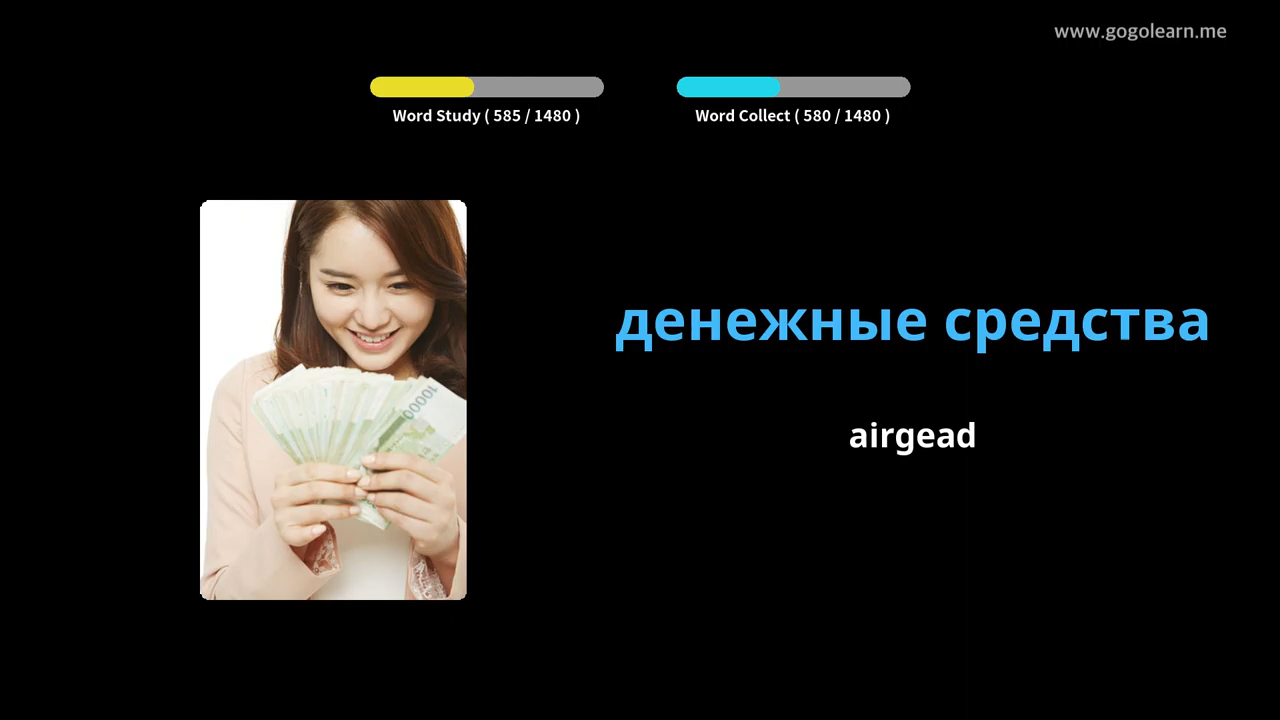 www.gogolearn.me
Word Study ( 585 / 1480 )
Word Collect ( 580 / 1480 )
10000
денежные средства
airgead